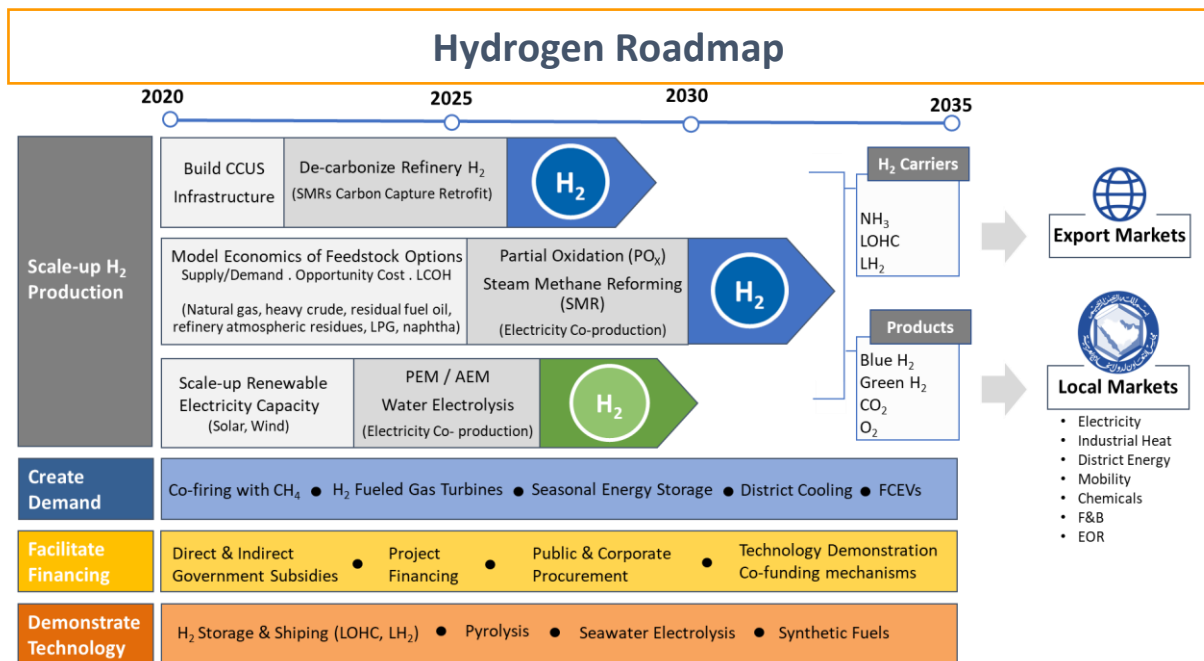 Hydrogen Roadmap
2020
2025
2030
2035
Scale-up H₂
Production
Build CCUS
Infrastructure
De-carbonize Refinery H₂
(SMRs Carbon Capture Retrofit)
H₂
Model Economics of Feedstock Options
Supply/Demand . Opportunity Cost . LCOH
(Natural gas, heavy crude, residual fuel oil,
refinery atmospheric residues, LPG, naphtha)
Partial Oxidation (POₓ)
Steam Methane Reforming
(SMR)
(Electricity Co-production)
H₂
Scale-up Renewable
Electricity Capacity
(Solar, Wind)
PEM / AEM
Water Electrolysis
(Electricity Co- production)
H₂
H₂ Carriers
NH₃
LOHC
LH₂
Products
Blue H₂
Green H₂
CO₂
O₂
Export Markets
Local Markets
• Electricity
• Industrial Heat
• District Energy
• Mobility
• Chemicals
• F&B
• EOR
Create
Demand
Co-firing with CH₄ ● H₂ Fueled Gas Turbines ● Seasonal Energy Storage ● District Cooling ● FCEVs
Facilitate
Financing
Direct & Indirect
Government Subsidies
● Project
Financing
● Public & Corporate
Procurement
● Technology Demonstration
Co-funding mechanisms
Demonstrate
Technology
H₂ Storage & Shiping (LOHC, LH₂) ● Pyrolysis ● Seawater Electrolysis ● Synthetic Fuels